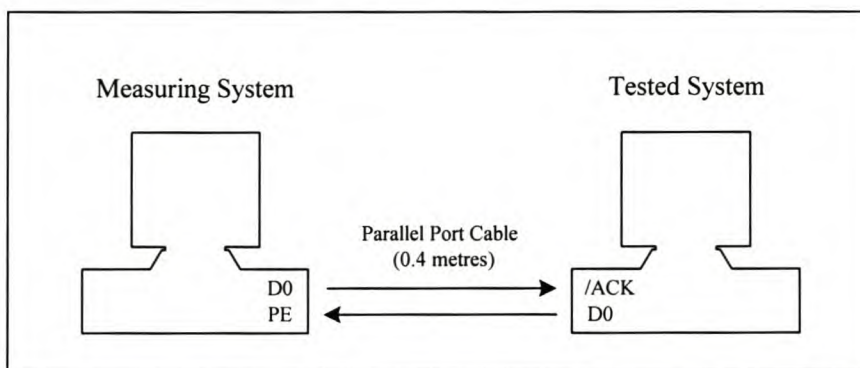 Measuring System
Tested System
Parallel Port Cable
(0.4 metres)
D0
PE
/ACK
D0